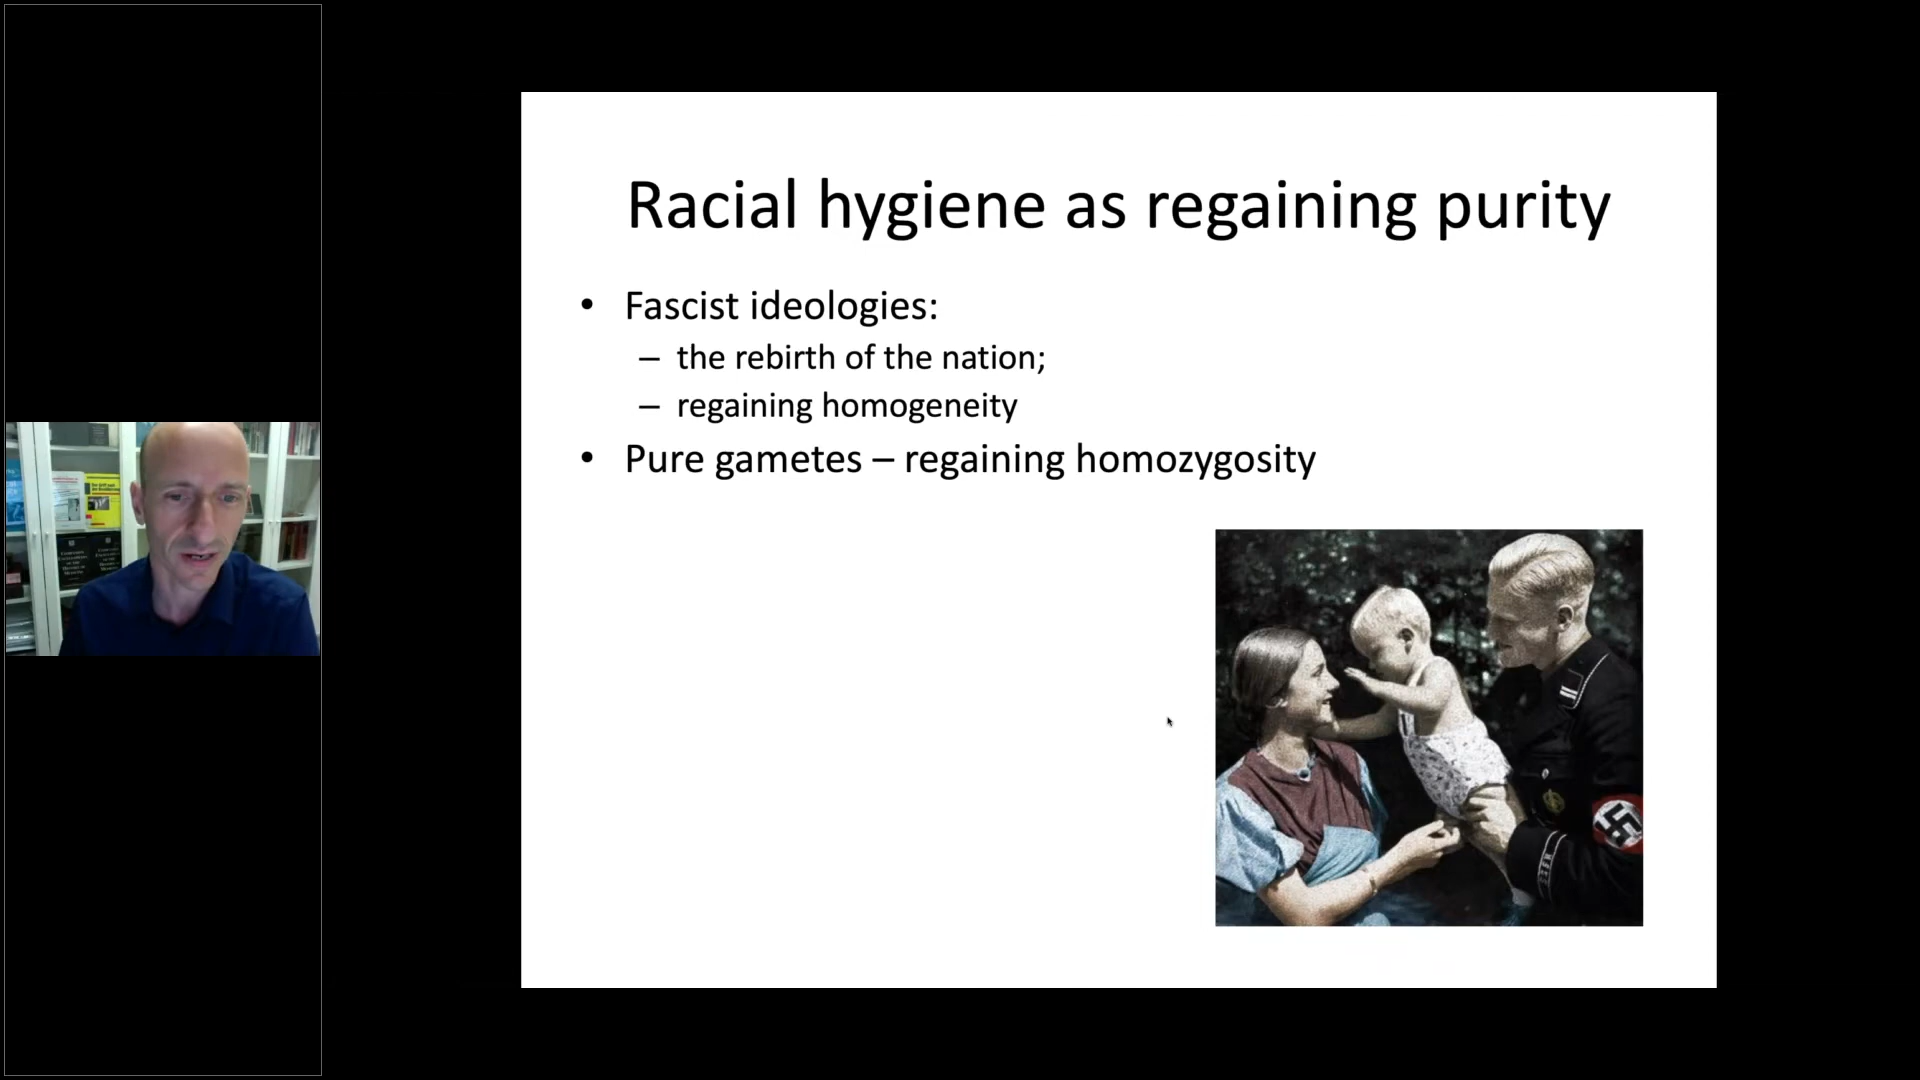 Racial hygiene as regaining purity
• Fascist ideologies:
– the rebirth of the nation;
– regaining homogeneity
• Pure gametes – regaining homozygosity